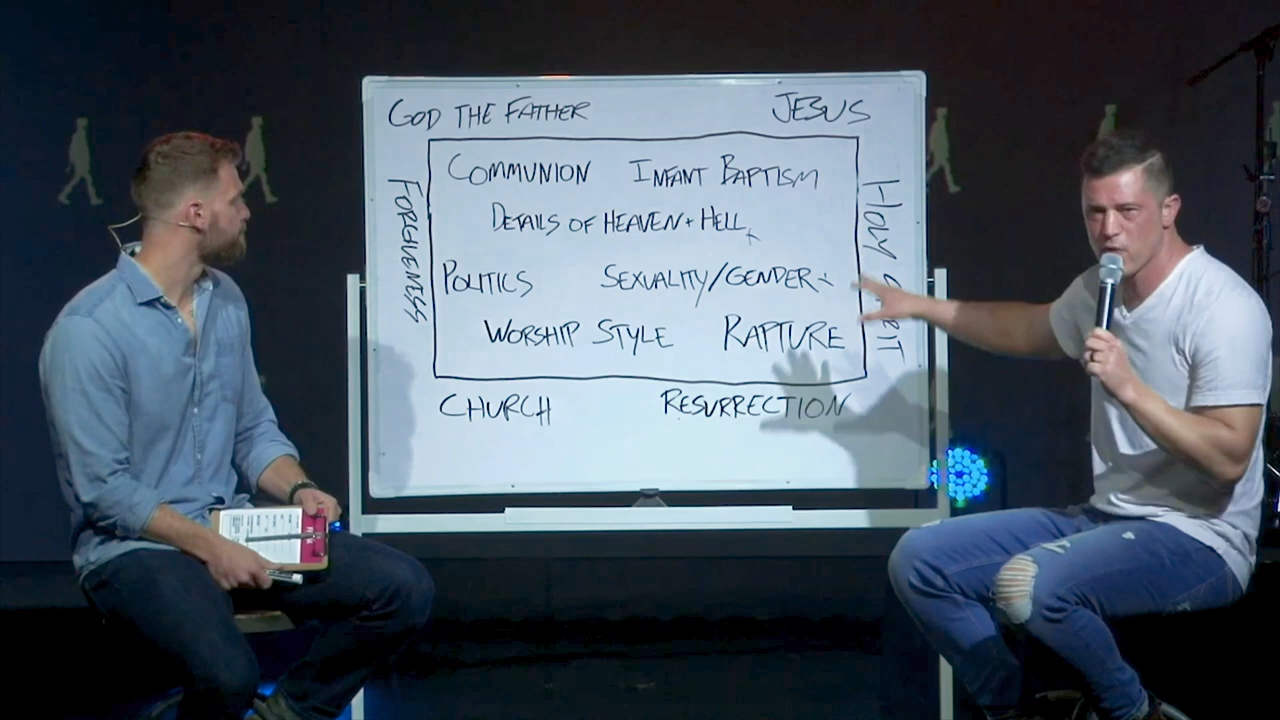 GOD THE FATHER JESUS
COMMUNION INFANT BAPTISM
FORGIVENESS
DETAILS OF HEAVEN + HELL
HOLY
POLITICS SEXUALITY/GENDER
WORSHIP STYLE RAPTURE
CHURCH RESURRECTION